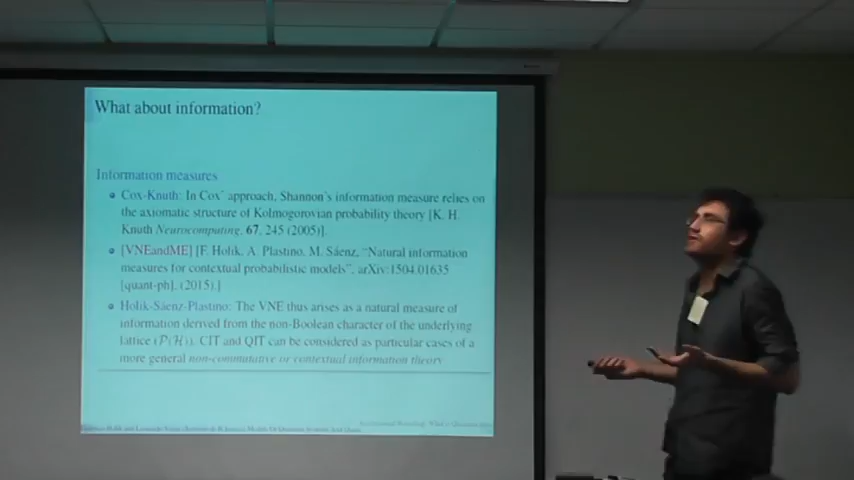 What about information?
Information measures
Cox-Knuth: In Cox' approach, Shannon's information measure relies on
the axiomatic structure of Kolmogorovian probability theory [K. H.
Knuth Neurocomputing, 67, 245 (2005)].
[VNEandME] [F. Holik, A. Plastino, M. Sáenz, "Natural information
measures for contextual probabilistic models", arXiv:1504.01635
[quant-ph], (2015).]
Holik-Sáenz-Plastino: The VNE thus arises as a natural measure of
information derived from the non-Boolean character of the underlying
lattice (P(H)). CIT and QIT can be considered as particular cases of a
more general non-commutative or contextual information theory